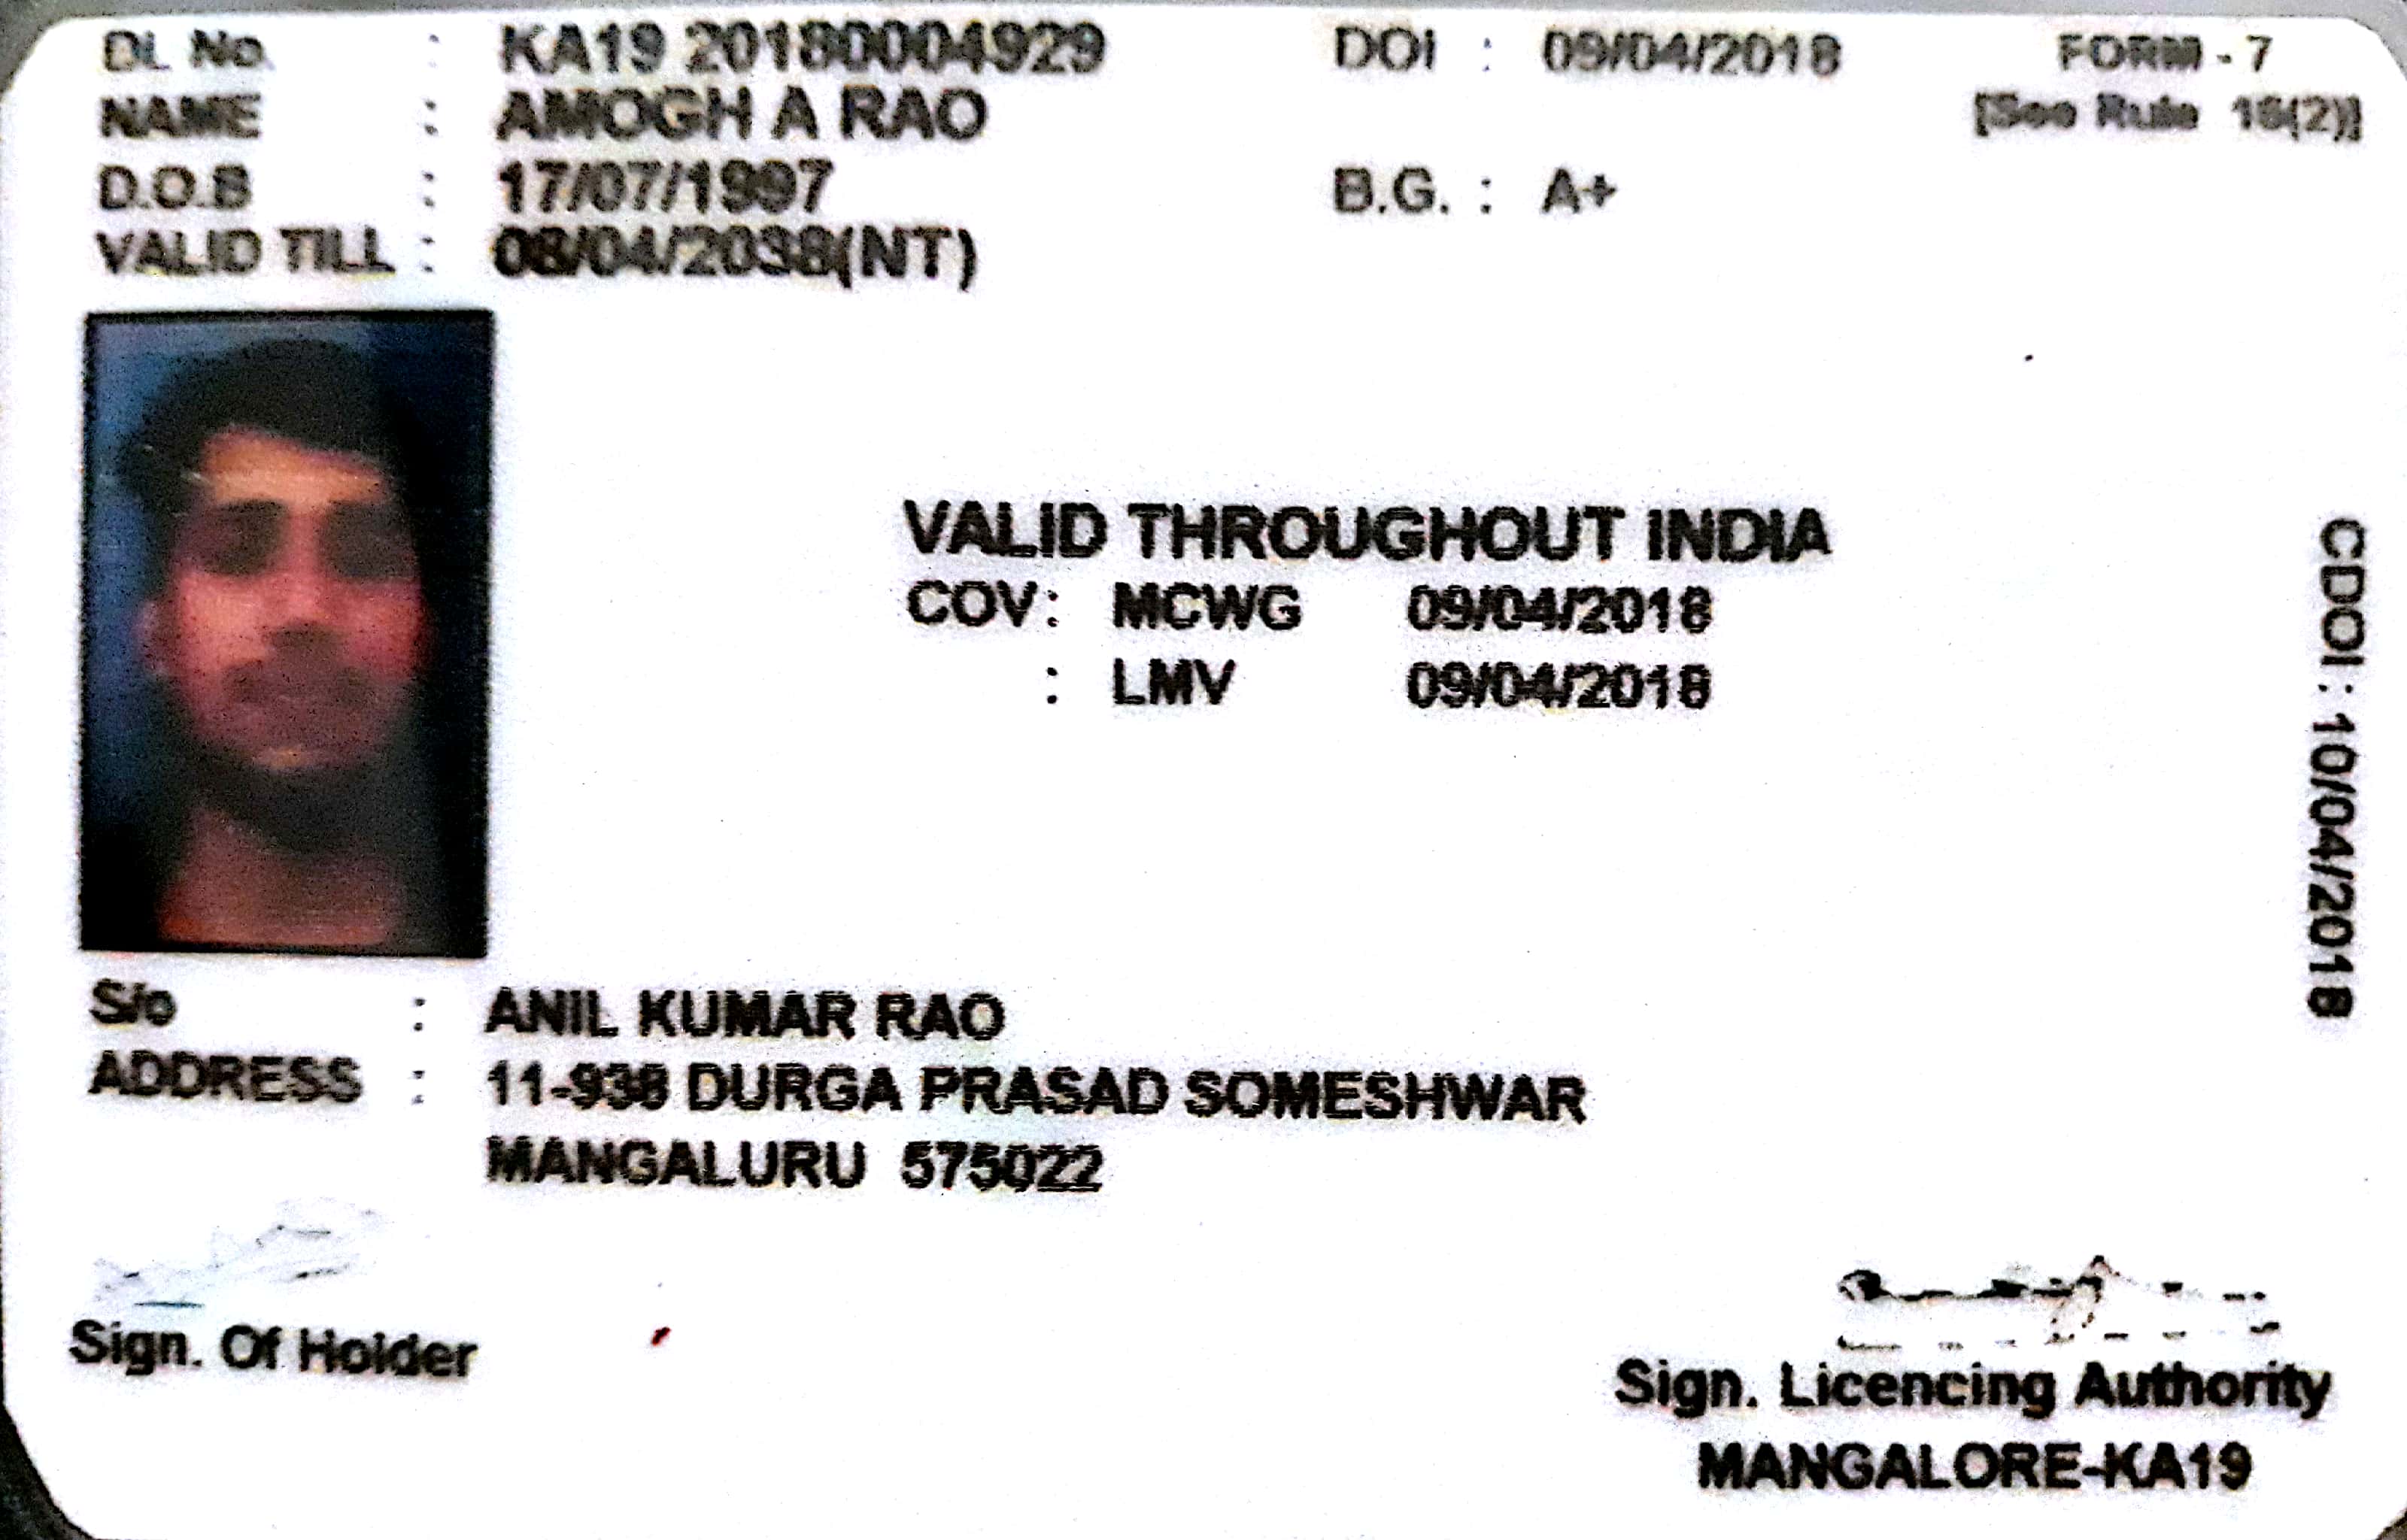 DL No. : KA19 20180004929 DOI : 09/04/2018 FORM - 7
NAME : AMOGH A RAO [See Rule 16(2)]
D.O.B : 17/07/1997 B.G. : A+
VALID TILL : 08/04/2038(NT)
VALID THROUGHOUT INDIA
COV : MCWG 09/04/2018
: LMV 09/04/2018
CDOI : 10/04/2018
S/o : ANIL KUMAR RAO
ADDRESS : 11-938 DURGA PRASAD SOMESHWAR
MANGALURU 575022
Sign. Of Holder
Sign. Licencing Authority
MANGALORE-KA19